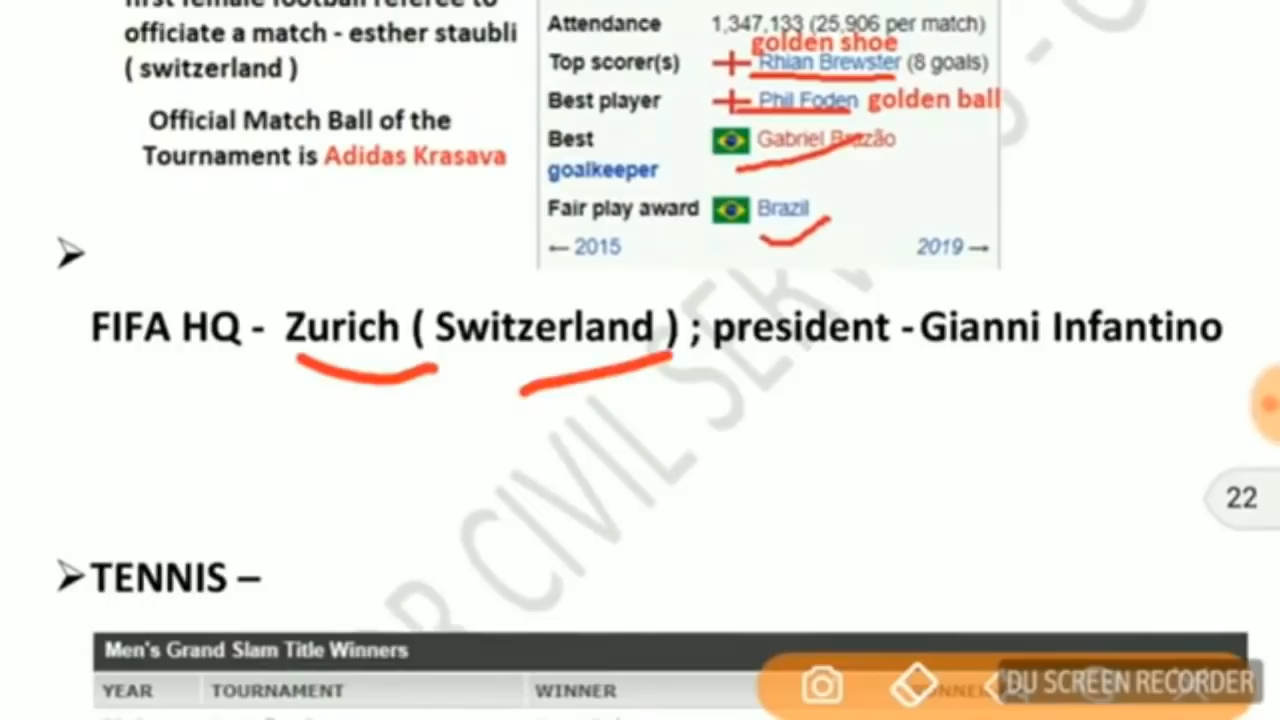 first female football referee to
officiate a match - esther staubli
( switzerland )
Official Match Ball of the
Tournament is Adidas Krasava
Attendance 1,347,133 (25,906 per match)
golden shoe
Top scorer(s) Rhian Brewster (8 goals)
Best player Phil Foden golden ball
Best Gabriel Brazão
goalkeeper
Fair play award Brazil
← 2015 2019 →
FIFA HQ - Zurich ( Switzerland ) ; president - Gianni Infantino
22
TENNIS –
Men's Grand Slam Title Winners
YEAR TOURNAMENT WINNER
DU SCREEN RECORDER